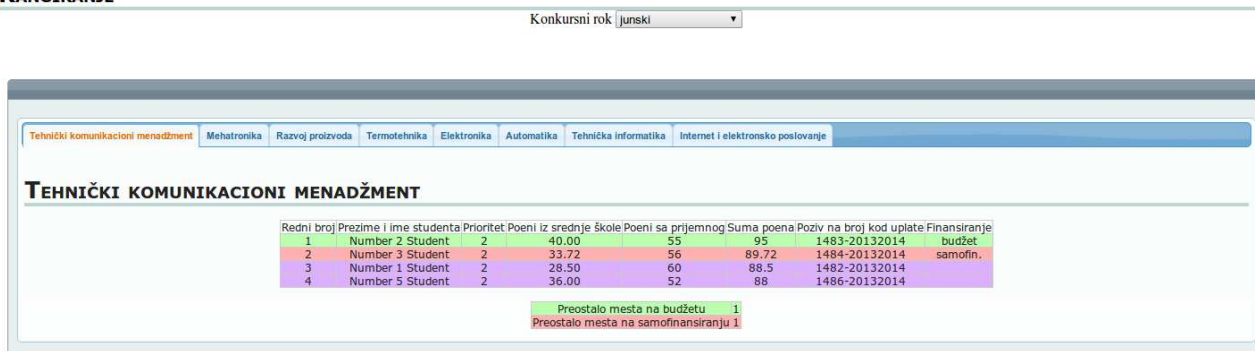 RANGIRANJE
Konkursni rok junski
Tehnički komunikacioni menadžment Mehatronika Razvoj proizvoda Termotehnika Elektronika Automatika Tehnička informatika Internet i elektronsko poslovanje
Tehnički komunikacioni menadžment
Redni broj Prezime i ime studenta Prioritet Poeni iz srednje škole Poeni sa prijemnog Suma poena Poziv na broj kod uplate Finansiranje
1 Number 2 Student 2 40.00 55 95 1483-20132014 budžet
2 Number 3 Student 2 33.72 56 89.72 1484-20132014 samofin.
3 Number 1 Student 2 28.50 60 88.5 1482-20132014
4 Number 5 Student 2 36.00 52 88 1486-20132014
Preostalo mesta na budžetu 1
Preostalo mesta na samofinansiranju 1